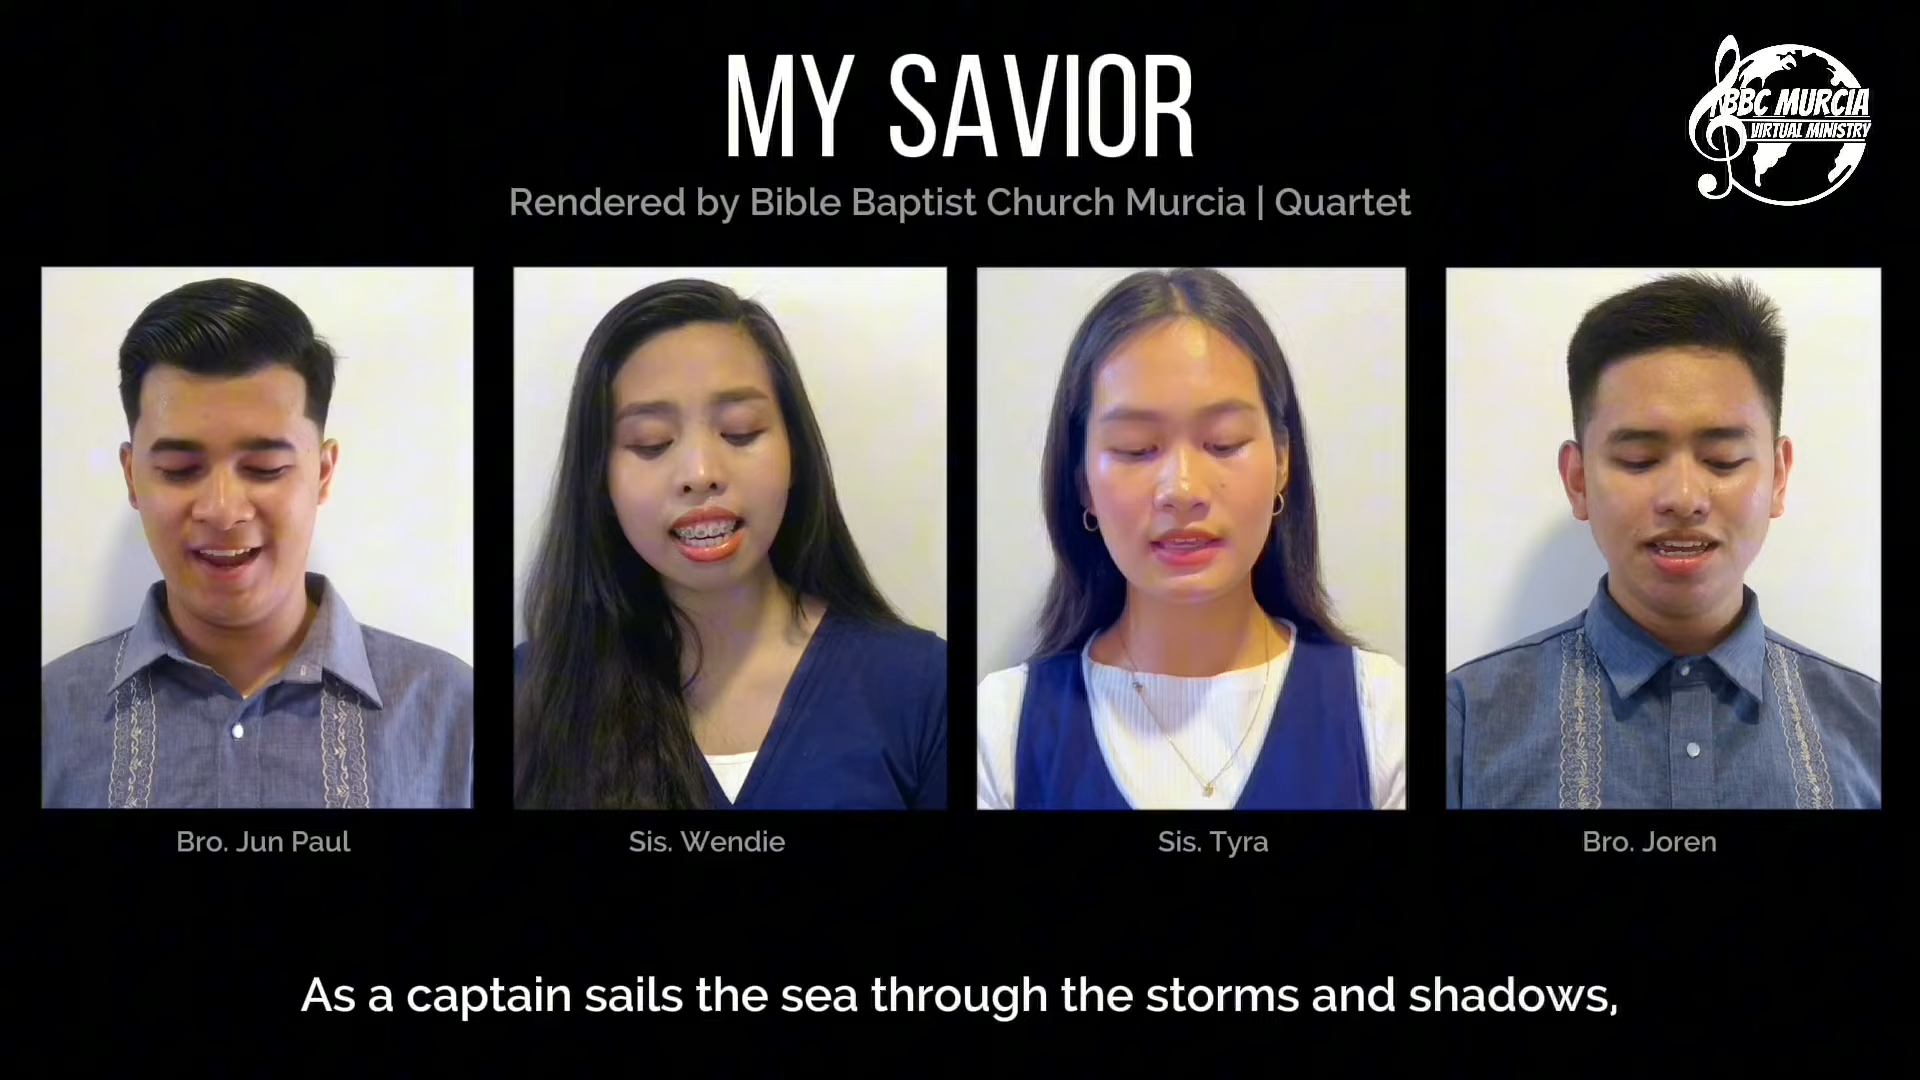 MY SAVIOR
Rendered by Bible Baptist Church Murcia | Quartet
BBC MURCIA
VIRTUAL MINISTRY
Bro. Jun Paul
Sis. Wendie
Sis. Tyra
Bro. Joren
As a captain sails the sea through the storms and shadows,